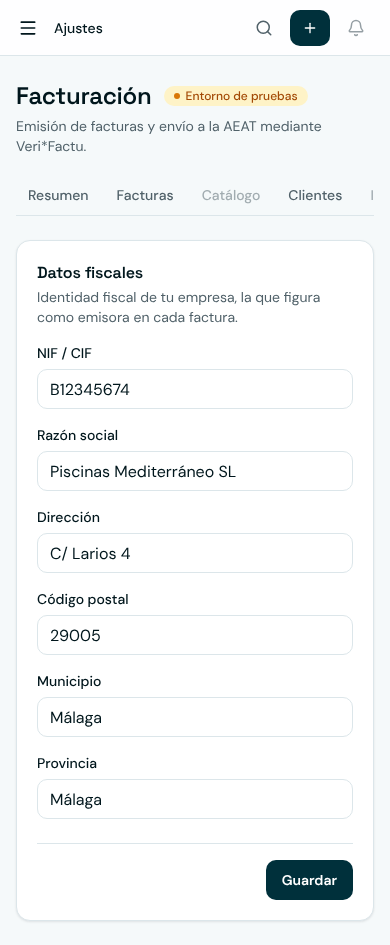 Ajustes
Facturación
Entorno de pruebas
Emisión de facturas y envío a la AEAT mediante
Veri*Factu.
Resumen Facturas Catálogo Clientes
Datos fiscales
Identidad fiscal de tu empresa, la que figura
como emisora en cada factura.
NIF / CIF
B12345674
Razón social
Piscinas Mediterráneo SL
Dirección
C/ Larios 4
Código postal
29005
Municipio
Málaga
Provincia
Málaga
Guardar